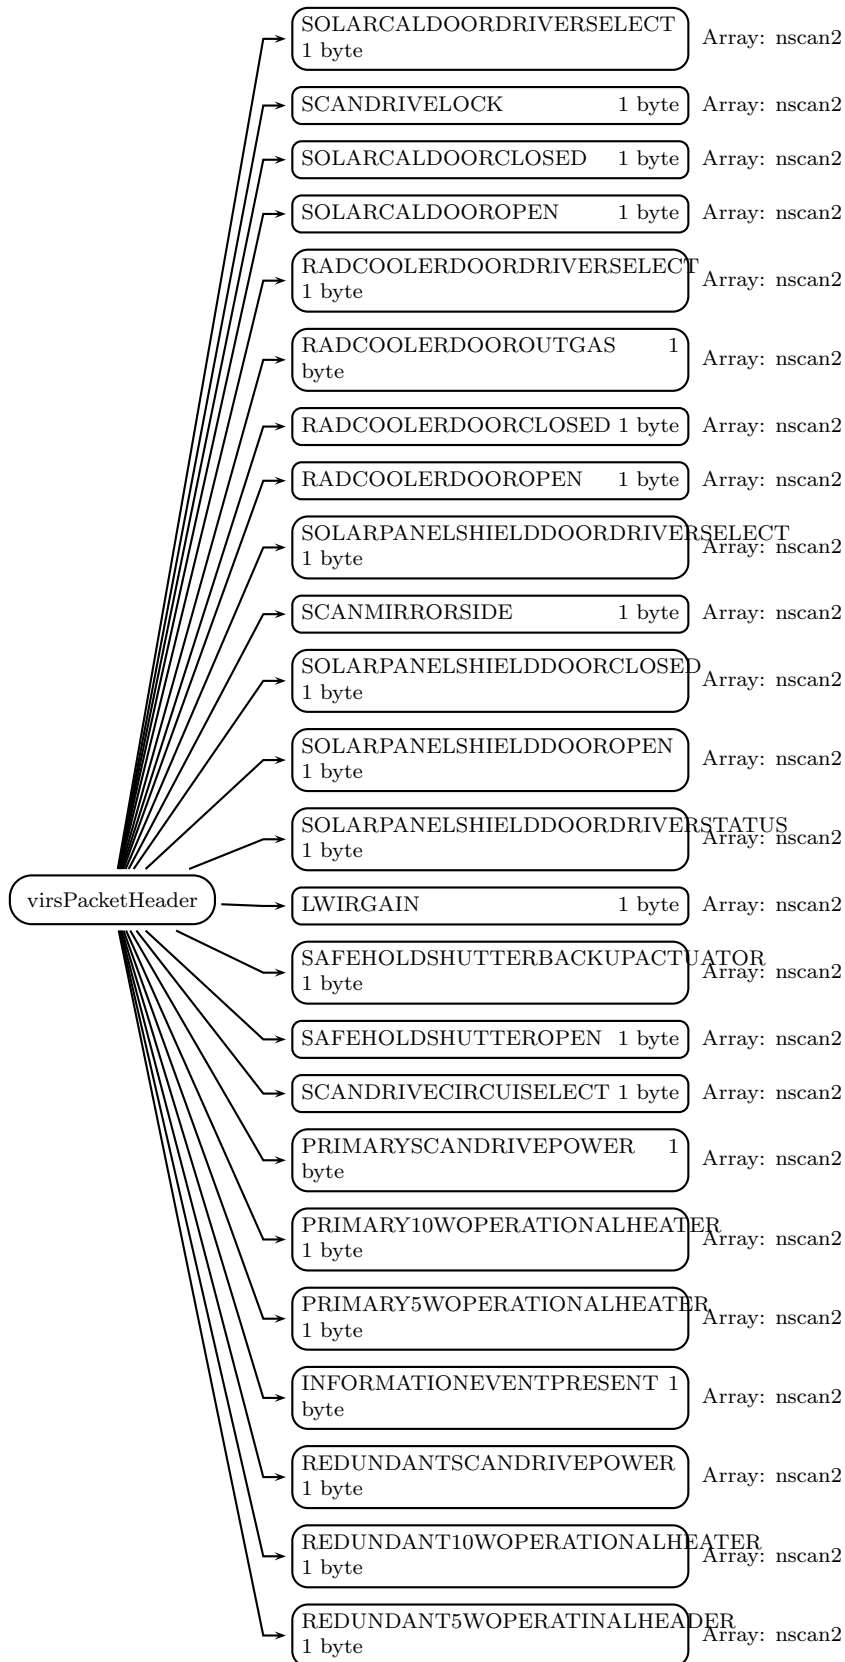 SOLARCALDOORDRIVERSELECT
1 byte
Array: nscan2
SCANDRIVELOCK 1 byte Array: nscan2
SOLARCALDOORCLOSED 1 byte Array: nscan2
SOLARCALDOOROPEN 1 byte Array: nscan2
RADCOOLERDOORDRIVERSELECT
1 byte
Array: nscan2
RADCOOLERDOOROUTGAS 1
byte
Array: nscan2
RADCOOLERDOORCLOSED 1 byte Array: nscan2
RADCOOLERDOOROPEN 1 byte Array: nscan2
SOLARPANELSHIELDDOORDRIVERSELECT
1 byte
Array: nscan2
SCANMIRRORSIDE 1 byte Array: nscan2
SOLARPANELSHIELDDOORCLOSED
1 byte
Array: nscan2
SOLARPANELSHIELDDOOROPEN
1 byte
Array: nscan2
SOLARPANELSHIELDDOORDRIVERSTATUS
1 byte
Array: nscan2
virsPacketHeader
LWIRGAIN 1 byte Array: nscan2
SAFEHOLDSHUTTERBACKUPACTUATOR
1 byte
Array: nscan2
SAFEHOLDSHUTTEROPEN 1 byte Array: nscan2
SCANDRIVECIRCUISELECT 1 byte Array: nscan2
PRIMARYSCANDRIVEPOWER 1
byte
Array: nscan2
PRIMARY10WOPERATIONALHEATER
1 byte
Array: nscan2
PRIMARY5WOPERATIONALHEATER
1 byte
Array: nscan2
INFORMATIONEVENTPRESENT 1
byte
Array: nscan2
REDUNDANTSCANDRIVEPOWER
1 byte
Array: nscan2
REDUNDANT10WOPERATIONALHEATER
1 byte
Array: nscan2
REDUNDANT5WOPERATINALHEADER
1 byte
Array: nscan2